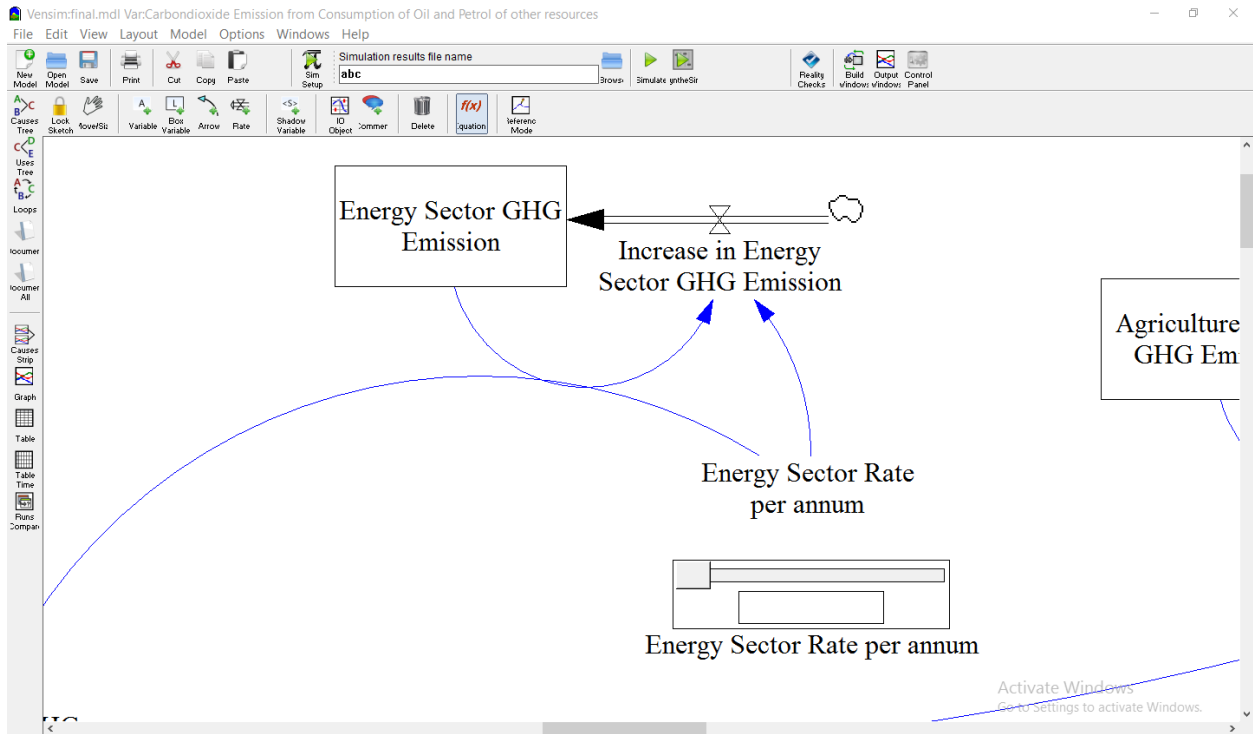 Vensim:final.mdl Var:Carbondioxide Emission from Consumption of Oil and Petrol of other resources
File Edit View Layout Model Options Windows Help
New Model
Open Model
Save
Print
Cut
Copy
Paste
Sim Setup
Simulation results file name
abc
Browse
Simulate
Reality Checks
Build
Output
Control Panel
Causes Tree
Lock Sketch
Variable
Box Variable
Arrow
Rate
<S>
Shadow Variable
IO Object
Delete
f(x)
Mode
Uses Tree
Loops
All
Causes Strip
Graph
Table
Table Time
Runs
Energy Sector GHG
Emission
Increase in Energy
Sector GHG Emission
Agriculture
GHG Em
Energy Sector Rate
per annum
Energy Sector Rate per annum
Activate Windows
Go to Settings to activate Windows.